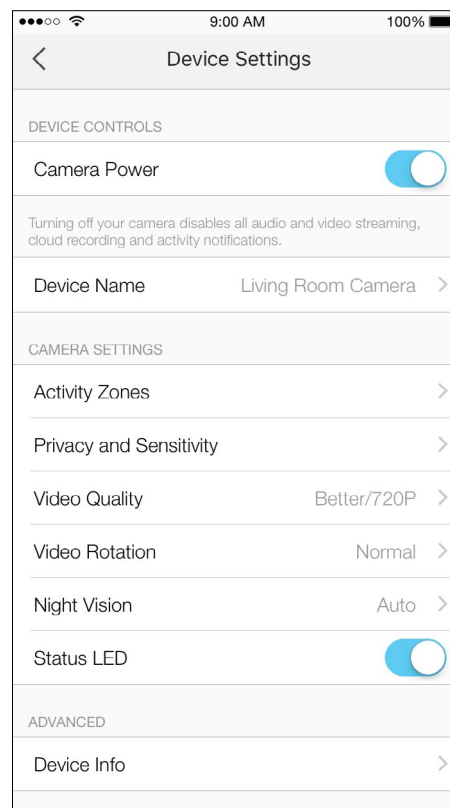 9:00 AM 100%
Device Settings
DEVICE CONTROLS
Camera Power
Turning off your camera disables all audio and video streaming,
cloud recording and activity notifications.
Device Name Living Room Camera
CAMERA SETTINGS
Activity Zones
Privacy and Sensitivity
Video Quality Better/720P
Video Rotation Normal
Night Vision Auto
Status LED
ADVANCED
Device Info